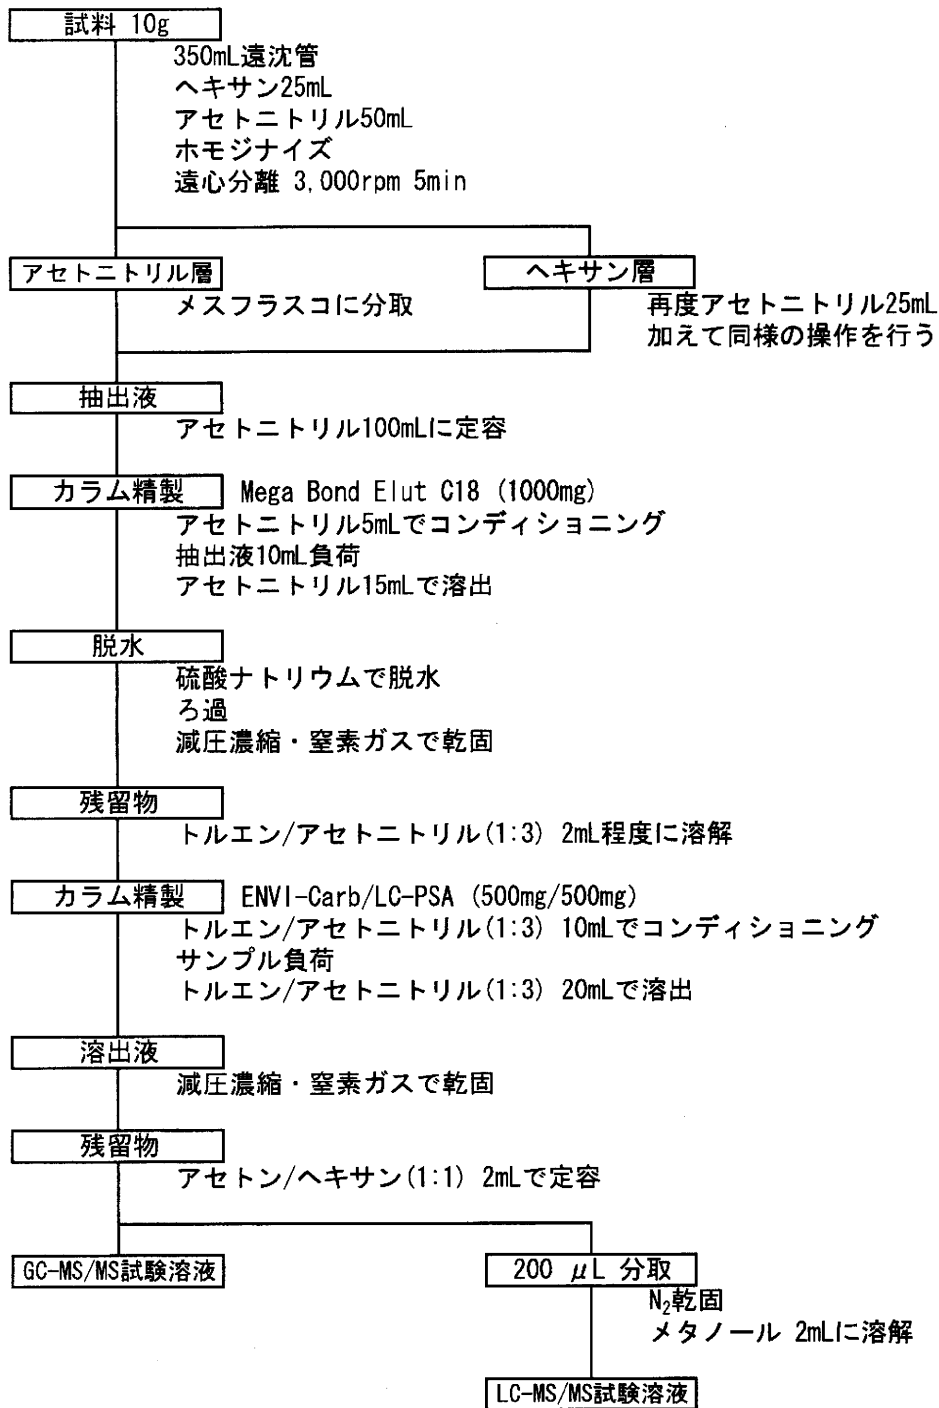 試料 10g
350mL遠沈管
ヘキサン25mL
アセトニトリル50mL
ホモジナイズ
遠心分離 3,000rpm 5min
アセトニトリル層
メスフラスコに分取
ヘキサン層
再度アセトニトリル25mL
加えて同様の操作を行う
抽出液
アセトニトリル100mLに定容
カラム精製 Mega Bond Elut C18 (1000mg)
アセトニトリル5mLでコンディショニング
抽出液10mL負荷
アセトニトリル15mLで溶出
脱水
硫酸ナトリウムで脱水
ろ過
減圧濃縮・窒素ガスで乾固
残留物
トルエン/アセトニトリル(1:3) 2mL程度に溶解
カラム精製 ENVI-Carb/LC-PSA (500mg/500mg)
トルエン/アセトニトリル(1:3) 10mLでコンディショニング
サンプル負荷
トルエン/アセトニトリル(1:3) 20mLで溶出
溶出液
減圧濃縮・窒素ガスで乾固
残留物
アセトン/ヘキサン(1:1) 2mLで定容
GC-MS/MS試験溶液
200 μL 分取
N₂乾固
メタノール 2mLに溶解
LC-MS/MS試験溶液